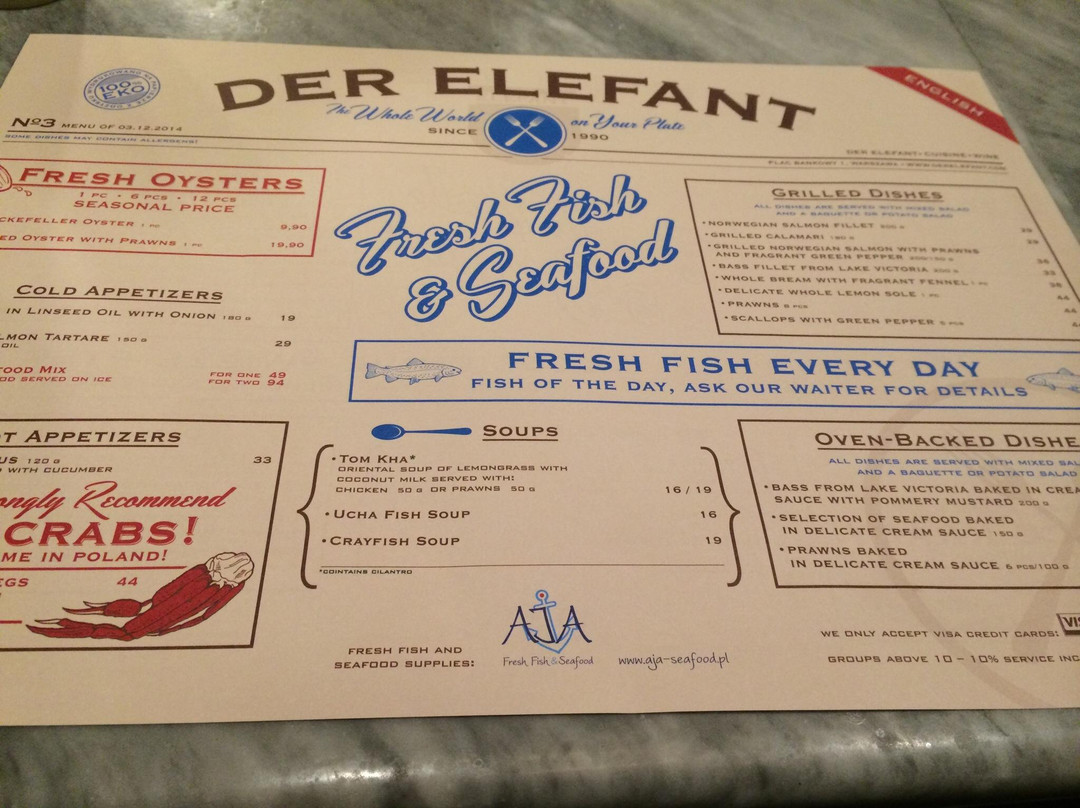 100% EKO
DER ELEFANT
The Whole World on Your Plate
SINCE 1990
ENGLISH
Nº3 MENU OF 03.12.2014
SOME DISHES MAY CONTAIN ALLERGENS!
DER ELEFANT • CUISINE • WINE
PLAC BANKOWY 1, WARSZAWA • WWW.DERELEFANT.COM
FRESH OYSTERS
1 PC • 6 PCS • 12 PCS
SEASONAL PRICE
CKEFELLER OYSTER 1 PC 9,90
ED OYSTER WITH PRAWNS 1 PC 19,90
COLD APPETIZERS
IN LINSEED OIL WITH ONION 180 G 19
LMON TARTARE 150 G 29
OIL
FOOD MIX FOR ONE 49
OD SERVED ON ICE FOR TWO 94
T APPETIZERS
US 120 G 33
WITH CUCUMBER
ongly Recommend
CRABS!
ME IN POLAND!
EGS 44
Fresh Fish
& Seafood
FRESH FISH EVERY DAY
FISH OF THE DAY, ASK OUR WAITER FOR DETAILS
SOUPS
• TOM KHA*
ORIENTAL SOUP OF LEMONGRASS WITH
COCONUT MILK SERVED WITH:
CHICKEN 50 G OR PRAWNS 50 G 16 / 19
• UCHA FISH SOUP 16
• CRAYFISH SOUP 19
*COINTAINS CILANTRO
FRESH FISH AND
SEAFOOD SUPPLIES:
AJA
Fresh Fish & Seafood
www.aja-seafood.pl
GRILLED DISHES
ALL DISHES ARE SERVED WITH MIXED SALAD
AND A BAGUETTE OR POTATO SALAD
• NORWEGIAN SALMON FILLET 200 G 29
• GRILLED CALAMARI 180 G 29
• GRILLED NORWEGIAN SALMON WITH PRAWNS
AND FRAGRANT GREEN PEPPER
• BASS FILLET FROM LAKE VICTORIA 200 G
• WHOLE BREAM WITH FRAGRANT FENNEL 1 PC
• DELICATE WHOLE LEMON SOLE 1 PC 44
• PRAWNS 8 PCS 44
• SCALLOPS WITH GREEN PEPPER
OVEN-BACKED DISHE
ALL DISHES ARE SERVED WITH MIXED SAL
AND A BAGUETTE OR POTATO SALAD
• BASS FROM LAKE VICTORIA BAKED IN CREA
SAUCE WITH POMMERY MUSTARD 200 G
• SELECTION OF SEAFOOD BAKED
IN DELICATE CREAM SAUCE 150 G
• PRAWNS BAKED
IN DELICATE CREAM SAUCE 6 PCS/100 G
WE ONLY ACCEPT VISA CREDIT CARDS: VIS
GROUPS ABOVE 10 – 10% SERVICE INC